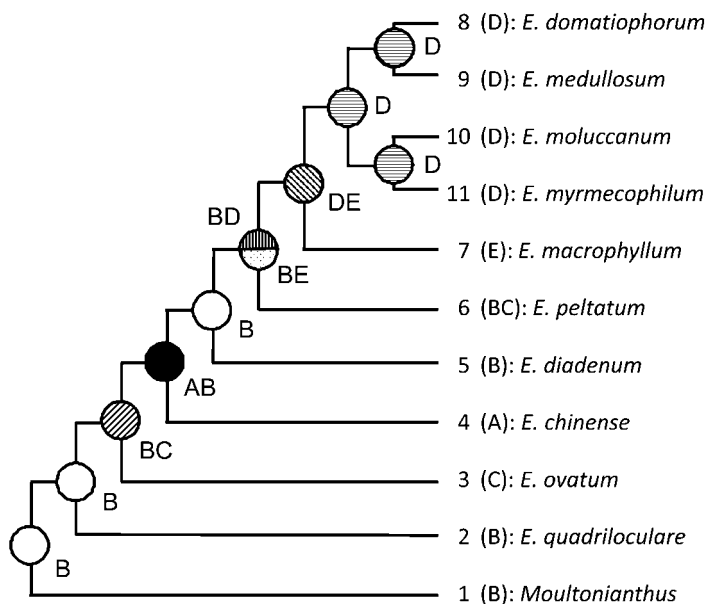 8 (D): E. domatiophorum
D
9 (D): E. medullosum
D
10 (D): E. moluccanum
D
11 (D): E. myrmecophilum
DE
BD
7 (E): E. macrophyllum
BE
6 (BC): E. peltatum
B
5 (B): E. diadenum
AB
4 (A): E. chinense
BC
3 (C): E. ovatum
B
2 (B): E. quadriloculare
B
1 (B): Moultonianthus